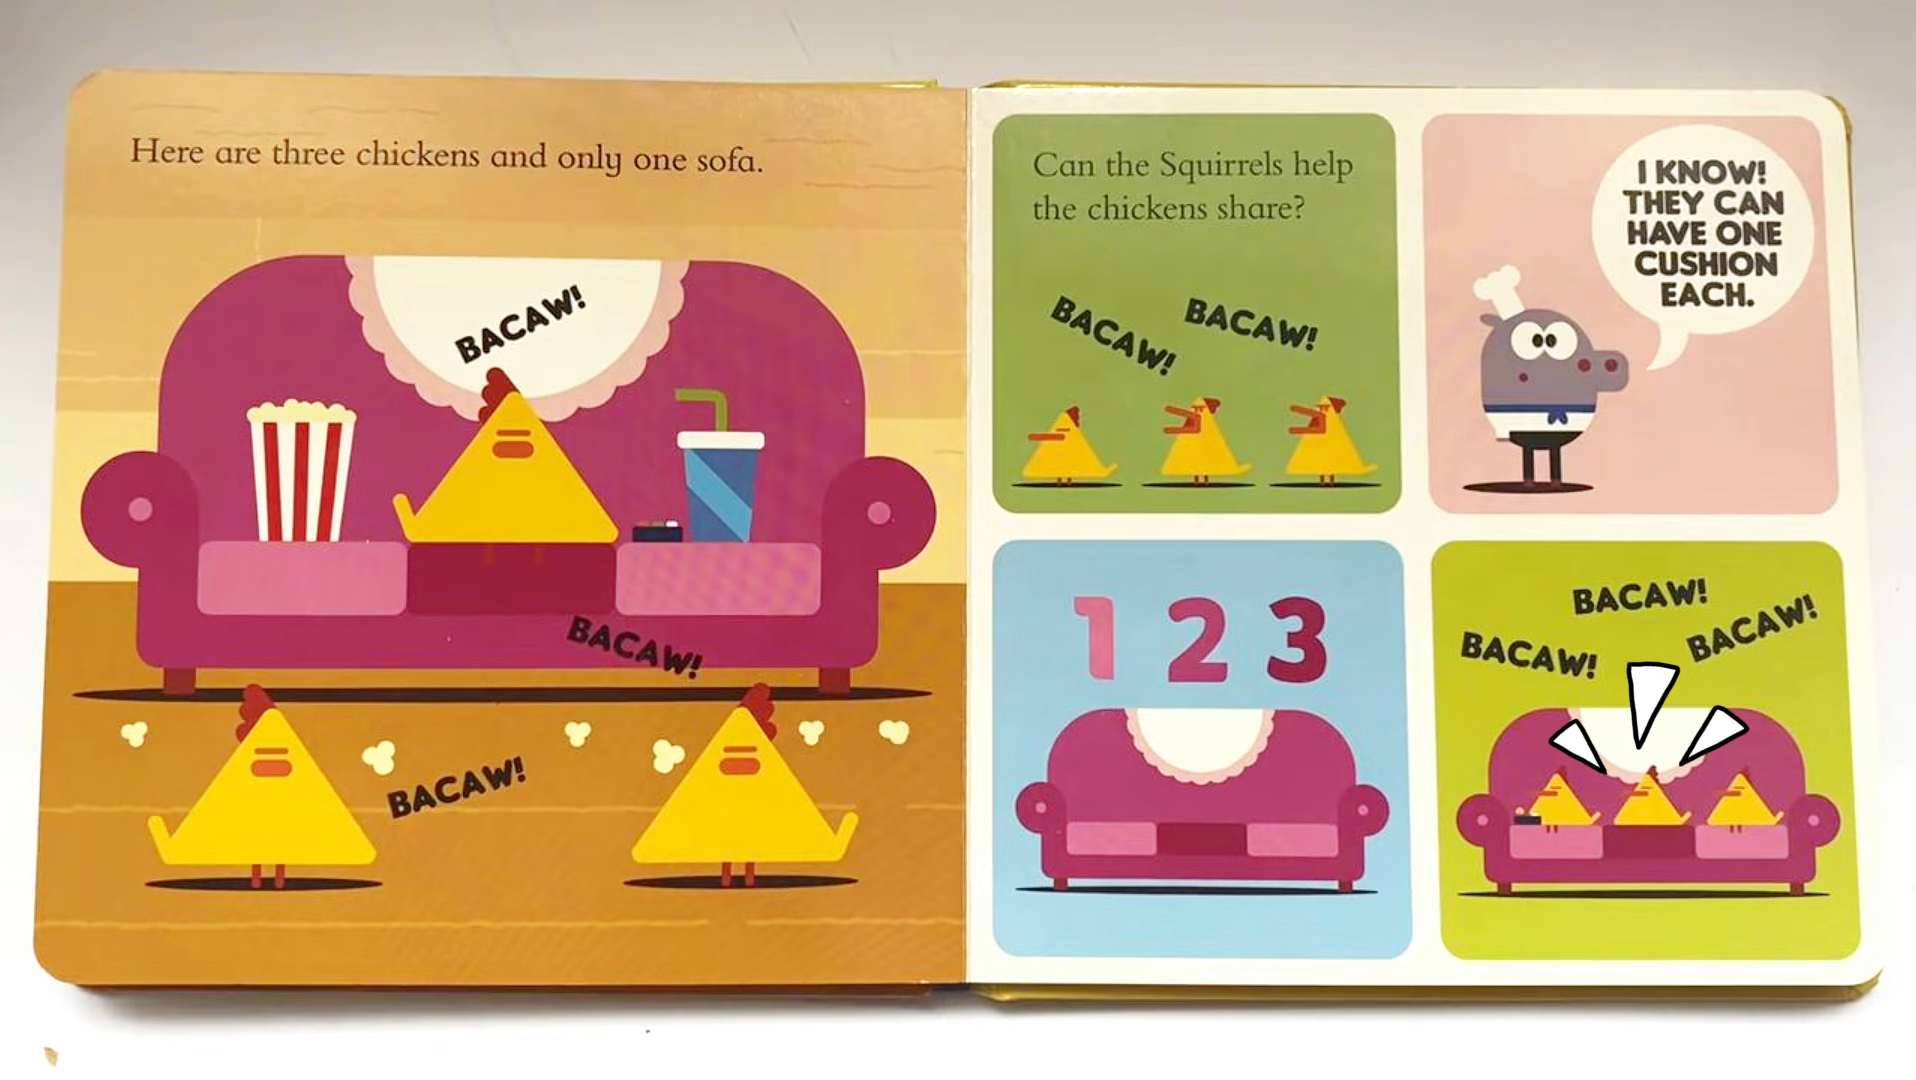 Here are three chickens and only one sofa.
BACAW!
BACAW!
BACAW!
Can the Squirrels help
the chickens share?
BACAW!
BACAW!
I KNOW!
THEY CAN
HAVE ONE
CUSHION
EACH.
1 2 3
BACAW!
BACAW!
BACAW!